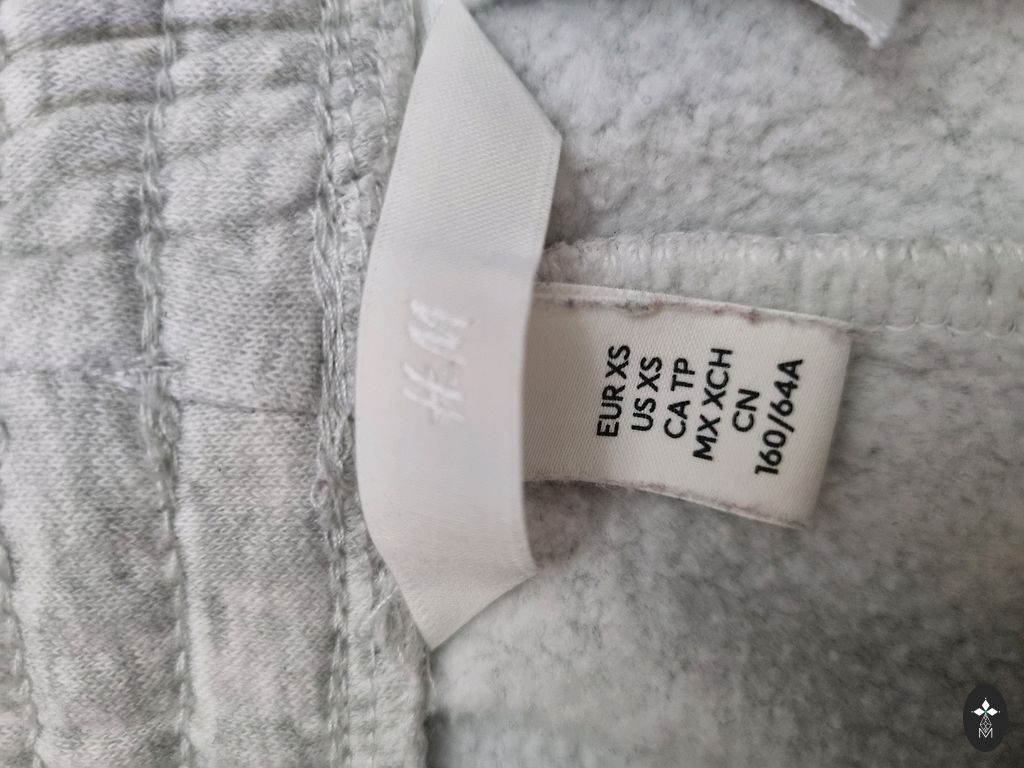 H&M
EUR XS
US XS
CA TP
MX XCH
CN
160/64A
M